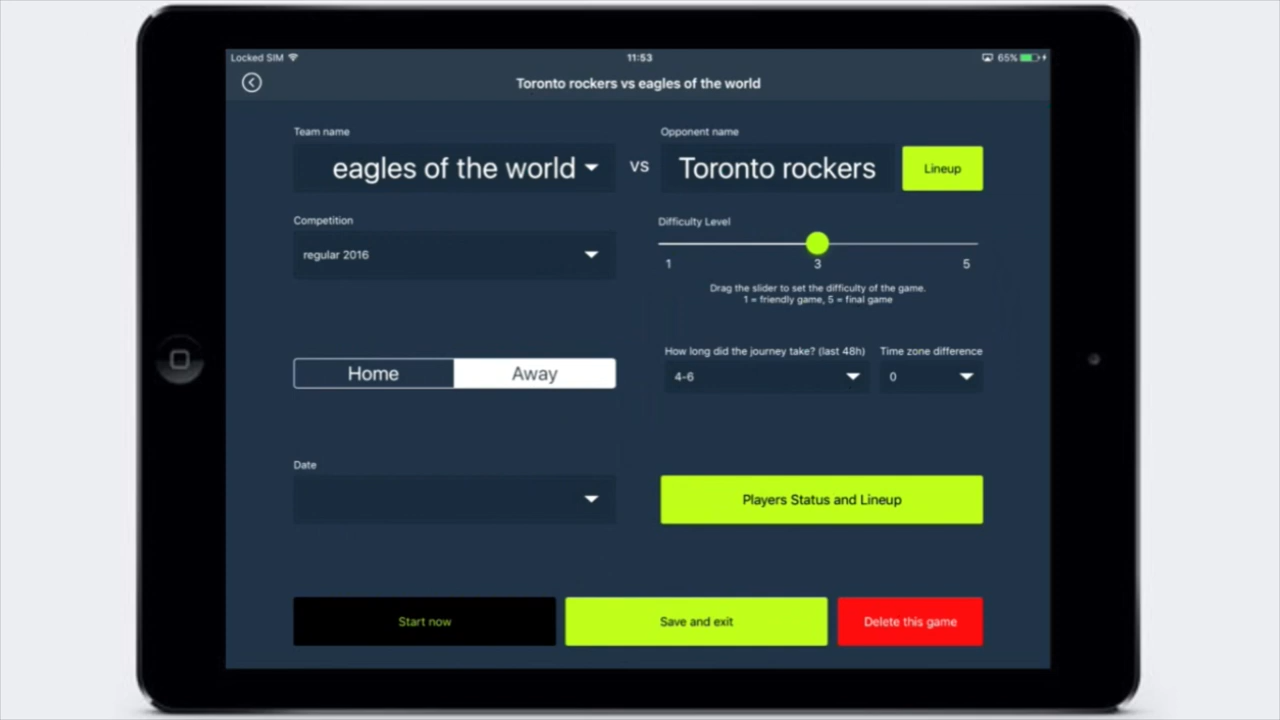 Locked SIM 11:53 65%
Toronto rockers vs eagles of the world
Team name
Opponent name
eagles of the world vs Toronto rockers Lineup
Competition
Difficulty Level
regular 2016
1 3 5
Drag the slider to set the difficulty of the game.
1 = friendly game, 5 = final game
How long did the journey take? (last 48h) Time zone difference
Home Away
4-6 0
Date
Players Status and Lineup
Start now Save and exit Delete this game